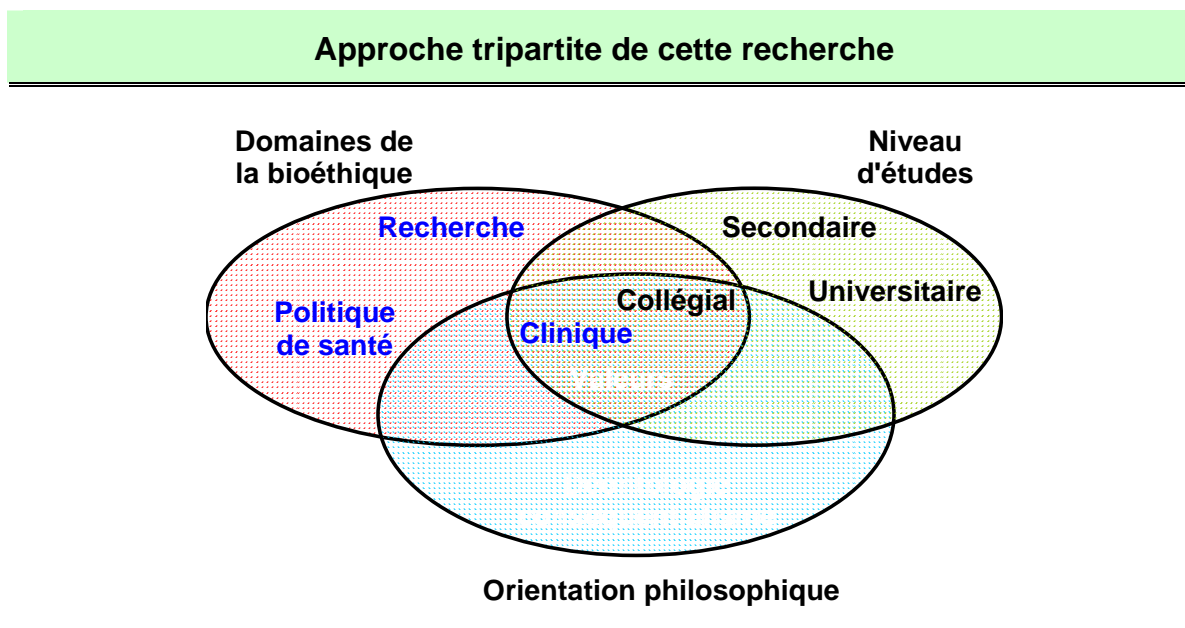 Approche tripartite de cette recherche
Domaines de
la bioéthique
Niveau
d'études
Recherche
Secondaire
Universitaire
Collégial
Politique
de santé
Clinique
Valeurs
Orientation philosophique